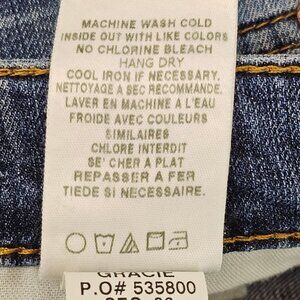 MACHINE WASH COLD
INSIDE OUT WITH LIKE COLORS
NO CHLORINE BLEACH
HANG DRY
COOL IRON IF NECESSARY.
NETTOYAGE A SEC RECOMMANDE.
LAVER EN MACHINE A L'EAU
FROIDE AVEC COULEURS
SIMILAIRES
CHLORE INTERDIT
SE' CHER A PLAT
REPASSER A FER
TIEDE SI NECESSAIRE.
GRACIE
P.O# 535800